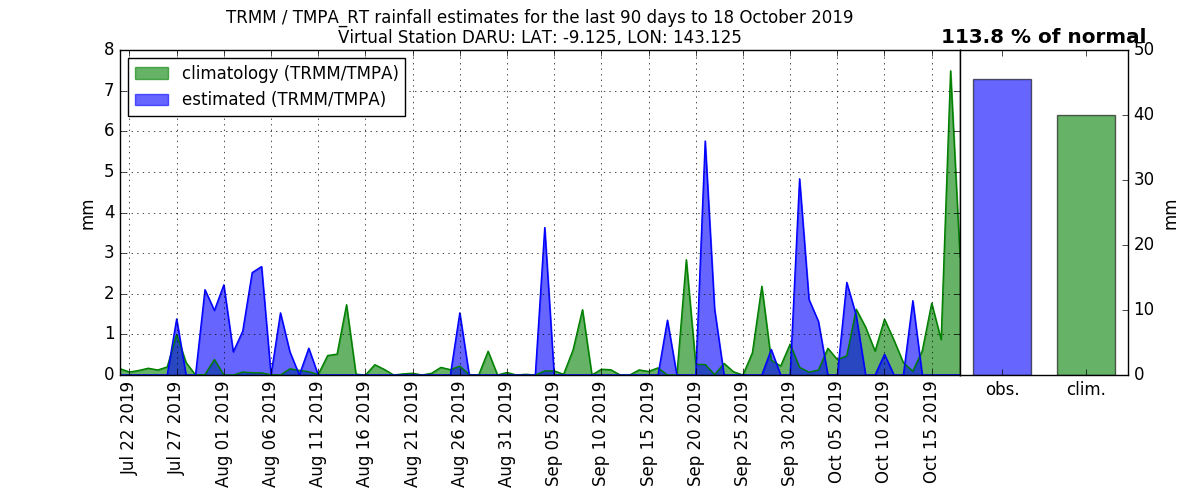 TRMM / TMPA_RT rainfall estimates for the last 90 days to 18 October 2019
Virtual Station DARU: LAT: -9.125, LON: 143.125
113.8 % of normal
climatology (TRMM/TMPA)
estimated (TRMM/TMPA)
mm
8
7
6
5
4
3
2
1
0
Jul 22 2019
Jul 27 2019
Aug 01 2019
Aug 06 2019
Aug 11 2019
Aug 16 2019
Aug 21 2019
Aug 26 2019
Aug 31 2019
Sep 05 2019
Sep 10 2019
Sep 15 2019
Sep 20 2019
Sep 25 2019
Sep 30 2019
Oct 05 2019
Oct 10 2019
Oct 15 2019
obs.
clim.
50
40
30
20
10
0
mm